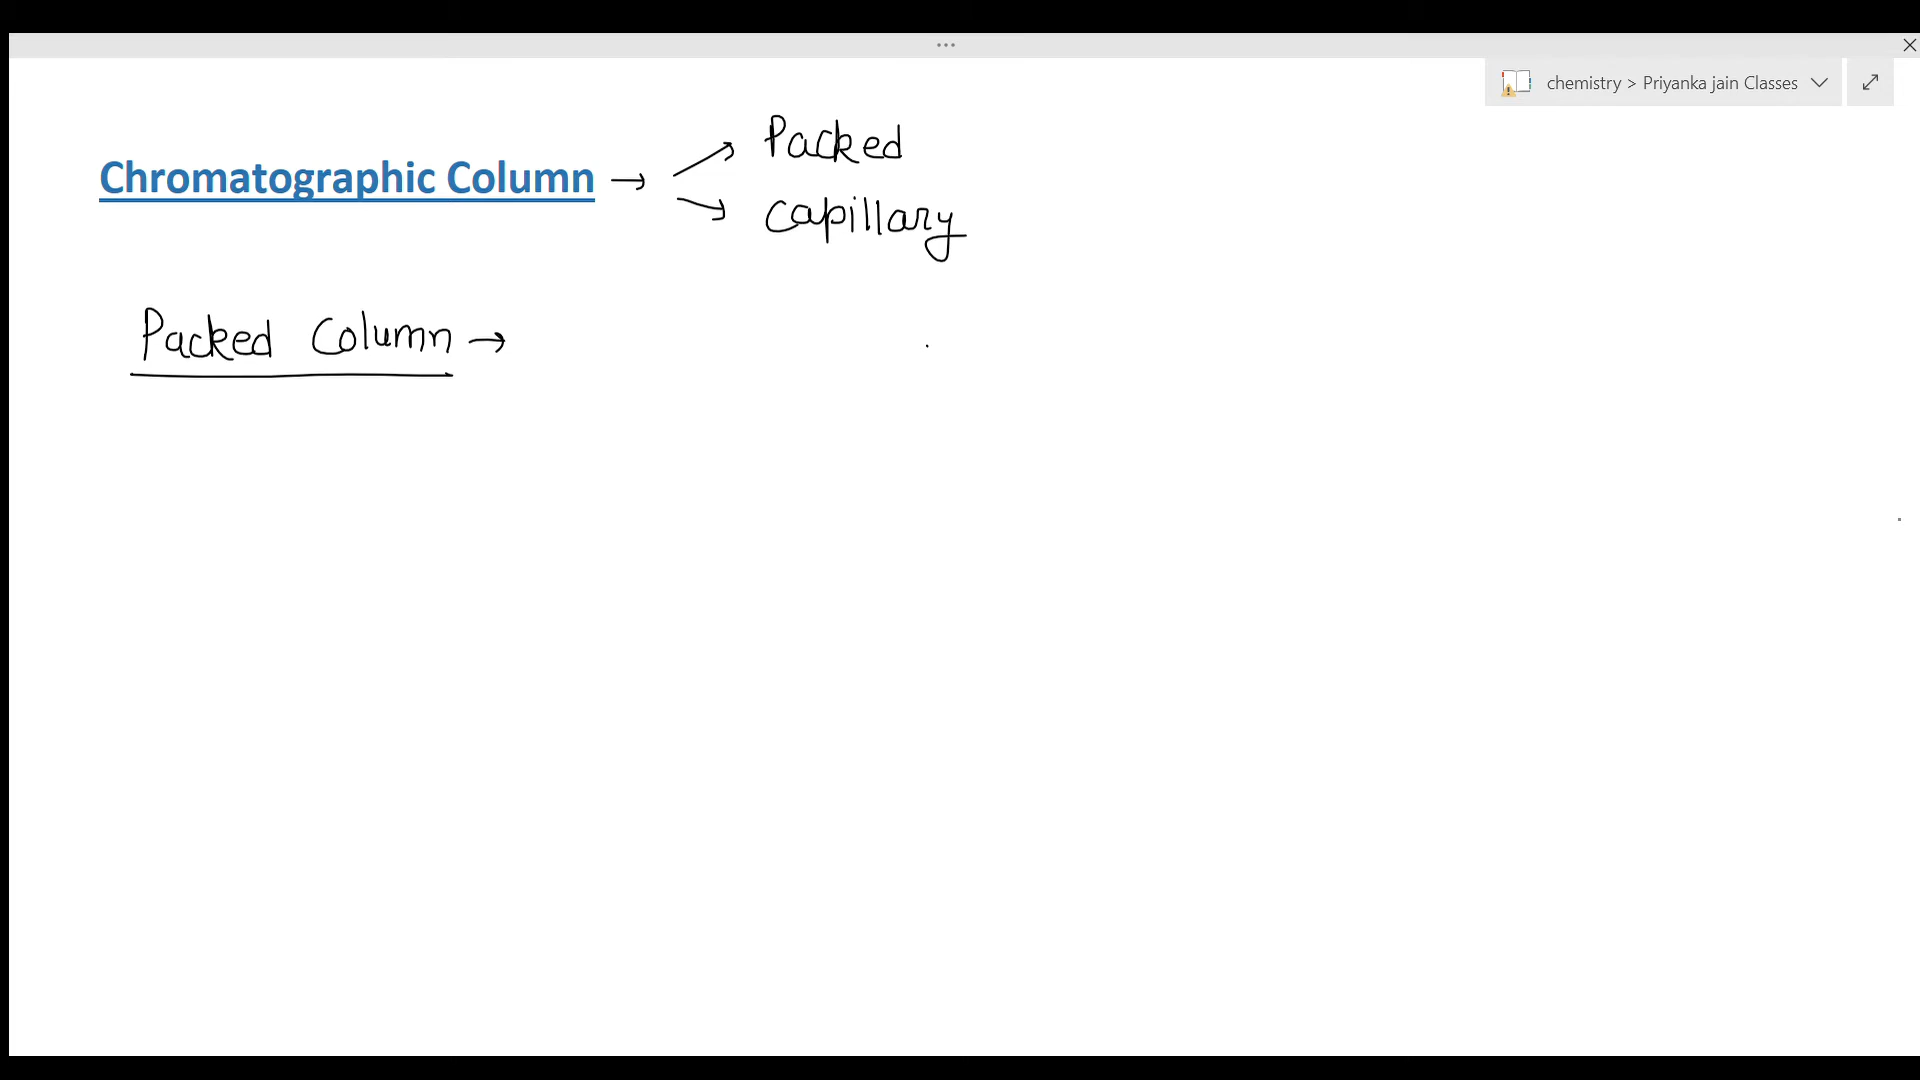 chemistry > Priyanka jain Classes
Packed
Chromatographic Column →
Capillary
Packed Column →